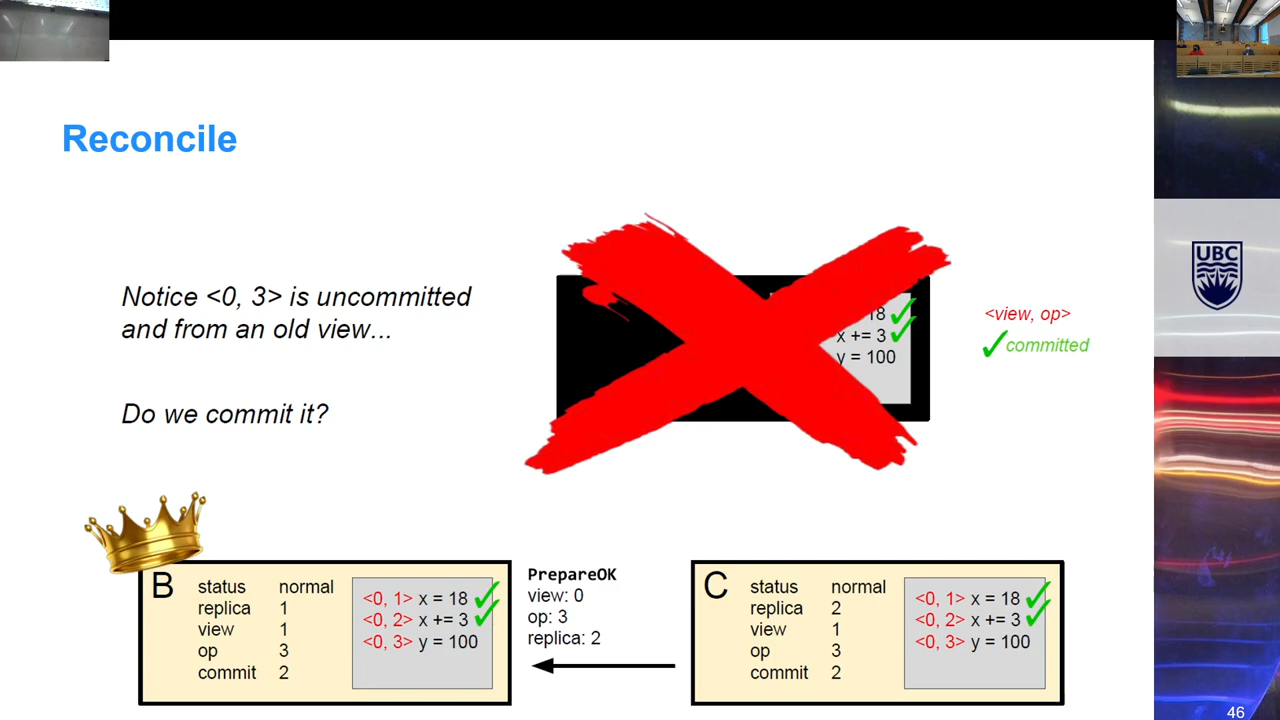 Reconcile
Notice <0, 3> is uncommitted
and from an old view...
Do we commit it?
18
x += 3
y = 100
<view, op>
committed
UBC
B
status normal
replica 1
view 1
op 3
commit 2
<0, 1> x = 18
<0, 2> x += 3
<0, 3> y = 100
PrepareOK
view: 0
op: 3
replica: 2
C
status normal
replica 2
view 1
op 3
commit 2
<0, 1> x = 18
<0, 2> x += 3
<0, 3> y = 100
46